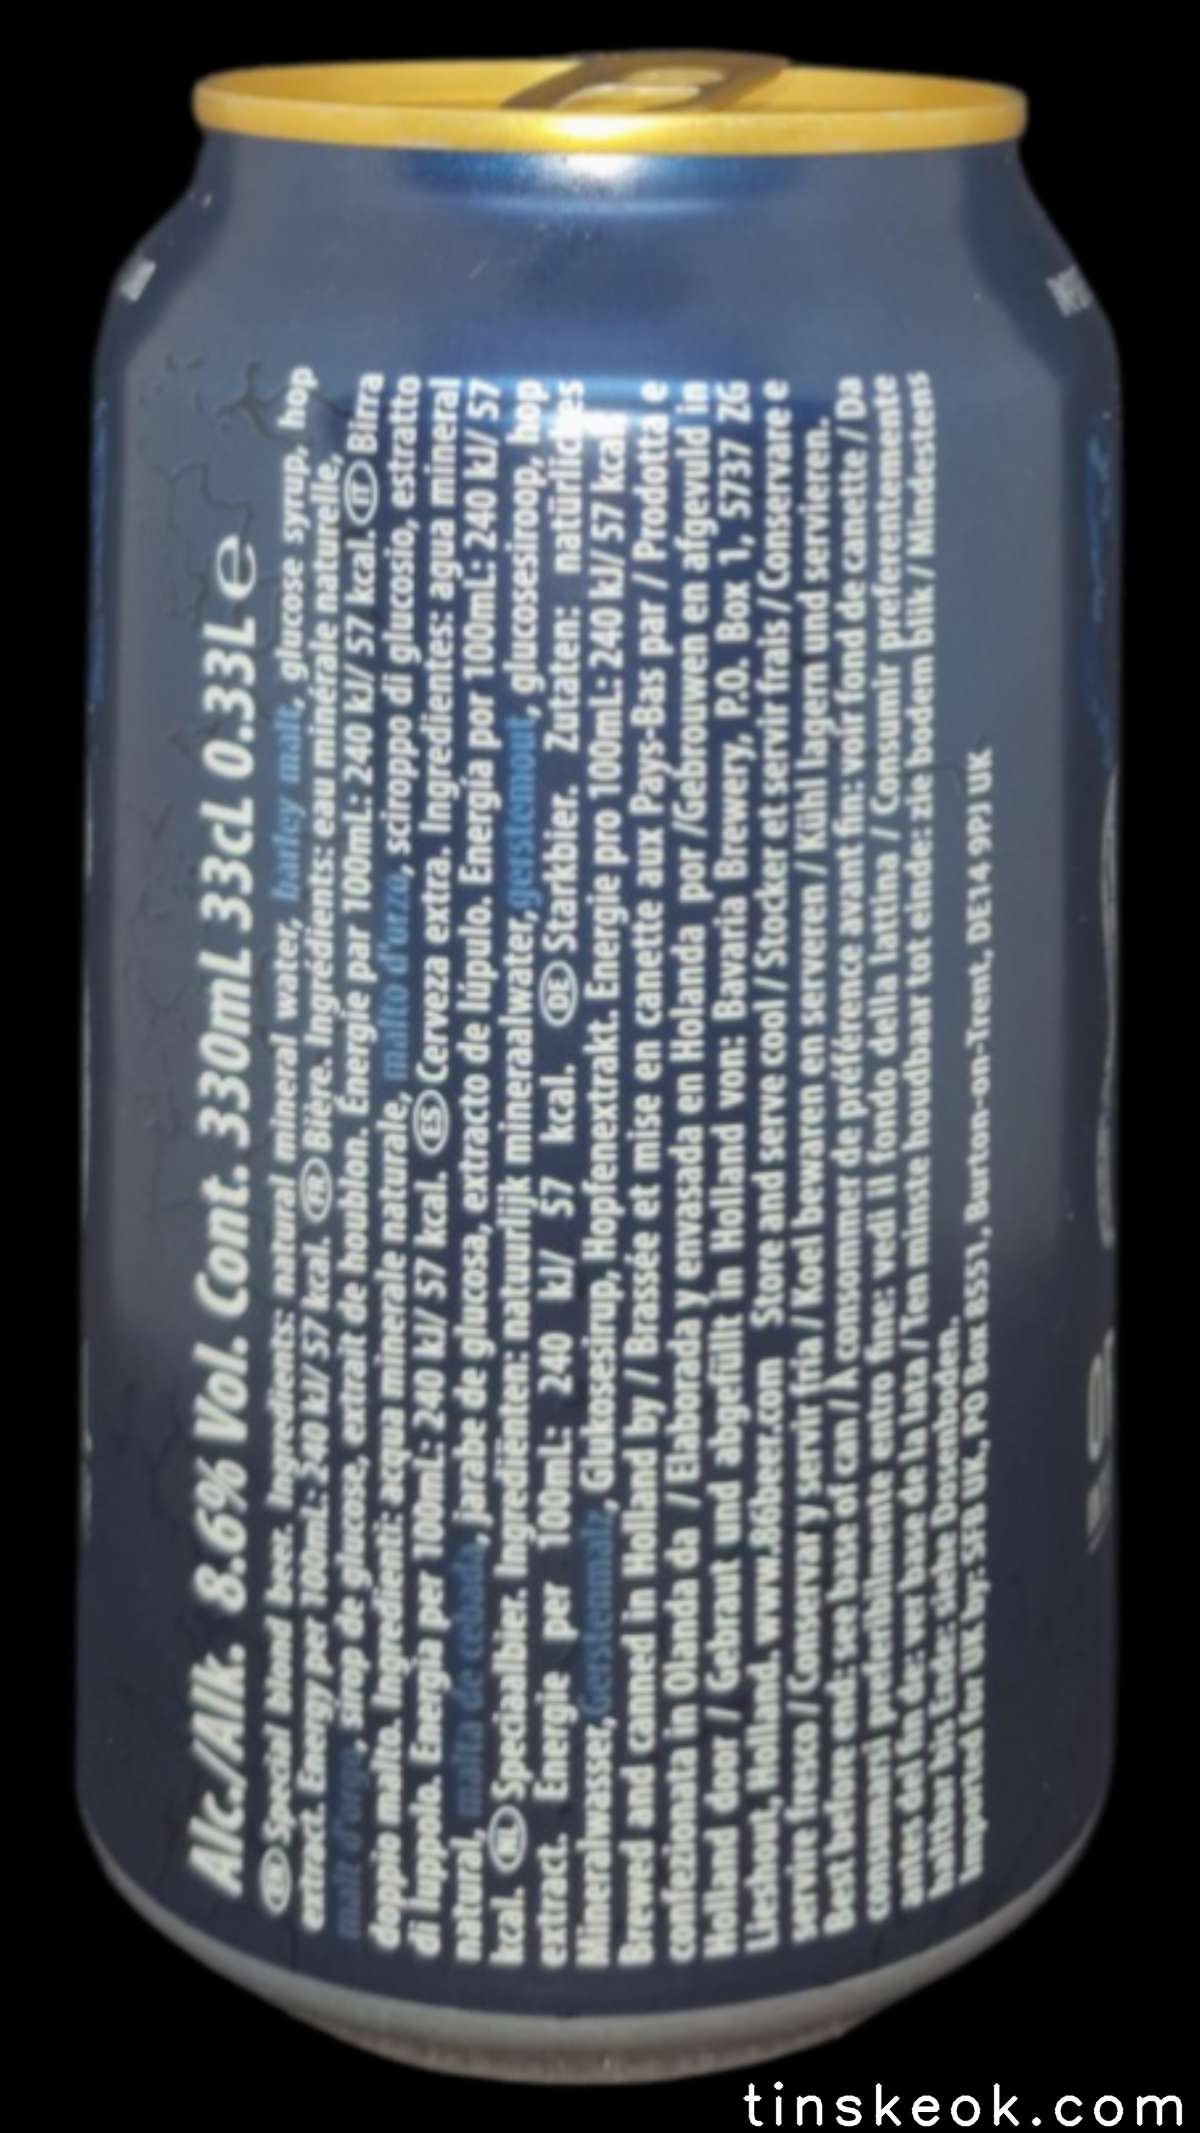 Alc./Alk. 8.6% Vol. Cont. 330mL 33cL 0.33L e
Special blend beer. Ingredients: natural mineral water, barley malt, glucose syrup, hop
extract. Energy per 100mL: 240 kJ/ 57 kcal. FR Bière. Ingrédients: eau minérale naturelle,
malt d'orge, sirop de glucose, extrait de houblon. Énergie par 100mL: 240 kJ/ 57 kcal. IT Birra
doppio malto. Ingredienti: acqua minerale naturale, malto d'orzo, sciroppo di glucosio, estratto
di luppolo. Energia per 100mL: 240 kJ/ 57 kcal. ES Cerveza extra. Ingredientes: agua mineral
natural, malta de cebada, jarabe de glucosa, extracto de lúpulo. Energía por 100mL: 240 kJ/ 57
kcal. NL Speciaalbier. Ingrediënten: natuurlijk mineraalwater, gerstemout, glucosesiroop, hop
extract. Energie per 100mL: 240 kJ/ 57 kcal. DE Starkbier. Zutaten: natürliches
Mineralwasser, Gerstenmalz, Glukosesirup, Hopfenextrakt. Energie pro 100mL: 240 kJ/ 57 kcal.
Brewed and canned in Holland by / Brassée et mise en canette aux Pays-Bas par / Prodotta e
confezionata in Olanda da / Elaborada y envasada en Holanda por /Gebrouwen en afgevuld in
Holland door / Gebraut und abgefüllt in Holland von: Bavaria Brewery, P.O. Box 1, 5737 ZG
Lieshout, Holland. www.86beer.com Store and serve cool / Stocker et servir frais / Conservare e
servire fresco / Conservar y servir fria / Koel bewaren en serveren / Kühl lagern und servieren.
Best before end: see base of can / À consommer de préférence avant fin: voir fond de canette / Da
consumarsi preferibilmente entro fine: vedi il fondo della lattina / Consumir preferentemente
antes del fin de: ver base de la lata / Ten minste houdbaar tot einde: zie bodem blik / Mindestens
haltbar bis Ende: siehe Dosenboden.
Imported for UK by: SFB UK, PO Box 8551, Burton-on-Trent, DE14 9PJ UK
tinskeok.com